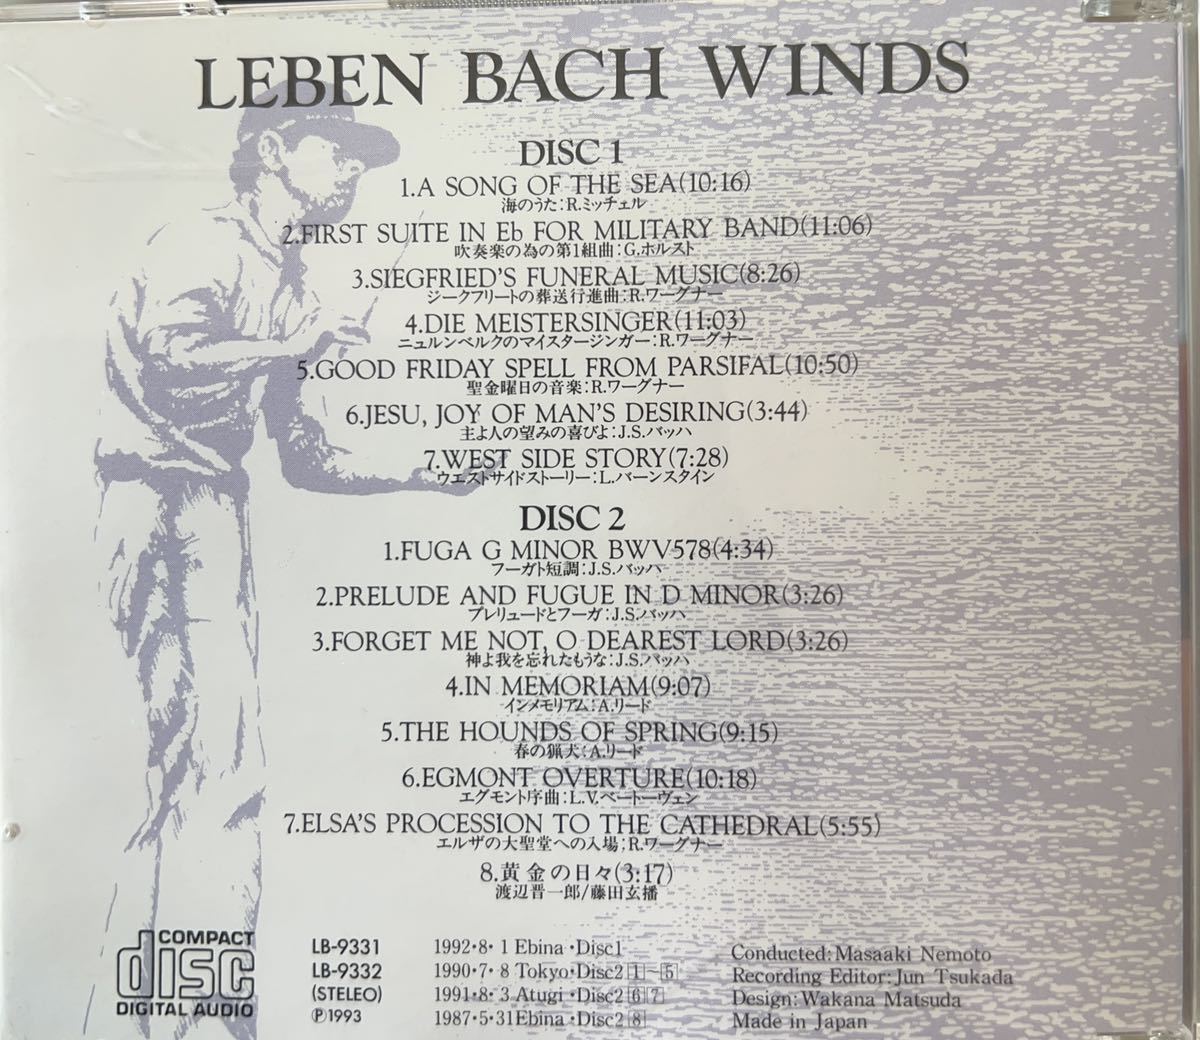 LEBEN BACH WINDS
DISC 1
1.A SONG OF THE SEA(10:16)
海のうた:R.ミッチェル
2.FIRST SUITE IN Eb FOR MILITARY BAND(11:06)
吹奏楽の為の第1組曲:G.ホルスト
3.SIEGFRIED'S FUNERAL MUSIC(8:26)
ジークフリートの葬送行進曲:R.ワーグナー
4.DIE MEISTERSINGER(11:03)
ニュルンベルクのマイスタージンガー:R.ワーグナー
5.GOOD FRIDAY SPELL FROM PARSIFAL(10:50)
聖金曜日の音楽:R.ワーグナー
6.JESU, JOY OF MAN'S DESIRING(3:44)
主よ人の望みの喜びよ:J.S.バッハ
7.WEST SIDE STORY(7:28)
ウエストサイドストーリー:L.バーンスタイン
DISC 2
1.FUGA G MINOR BWV578(4:34)
フーガト短調:J.S.バッハ
2.PRELUDE AND FUGUE IN D MINOR(3:26)
プレリュードとフーガ:J.S.バッハ
3.FORGET ME NOT, O DEAREST LORD(3:26)
神よ我を忘れたもうな:J.S.バッハ
4.IN MEMORIAM(9:07)
インメモリアム:A.リード
5.THE HOUNDS OF SPRING(9:15)
春の猟犬:A.リード
6.EGMONT OVERTURE(10:18)
エグモント序曲:L.V.ベートーヴェン
7.ELSA'S PROCESSION TO THE CATHEDRAL(5:55)
エルザの大聖堂への入場:R.ワーグナー
8.黄金の日々(3:17)
渡辺晋一郎/藤田玄播
COMPACT
disc
DIGITAL AUDIO
LB-9331
LB-9332
(STELEO)
℗1993
1992・8・1 Ebina・Disc1
1990・7・8 Tokyo・Disc2 1～5
1991・8・3 Atugi・Disc2 6 7
1987・5・31Ebina・Disc2 8
Conducted:Masaaki Nemoto
Recording Editor:Jun Tsukada
Design:Wakana Matsuda
Made in Japan